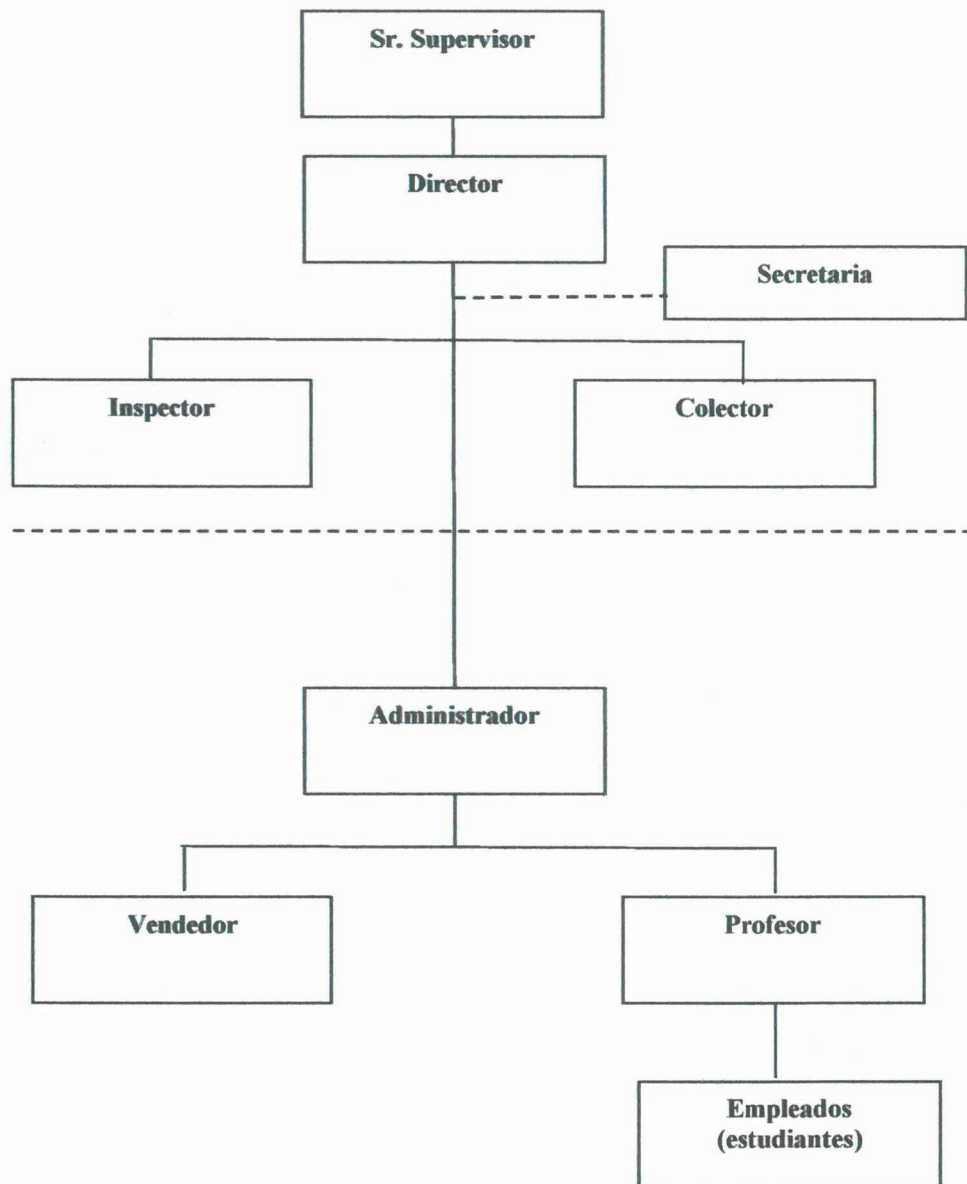 Sr. Supervisor
Director
Secretaria
Inspector
Colector
Administrador
Vendedor
Profesor
Empleados
(estudiantes)